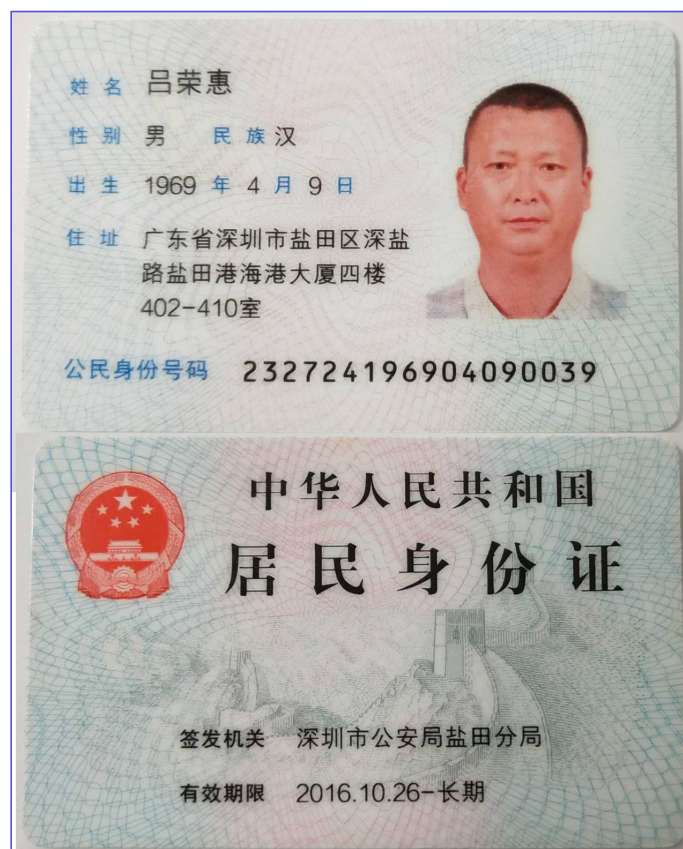 姓名 吕荣惠
性别 男 民族 汉
出生 1969 年 4 月 9 日
住址 广东省深圳市盐田区深盐
路盐田港海港大厦四楼
402-410室
公民身份号码 232724196904090039
中华人民共和国
居民身份证
签发机关 深圳市公安局盐田分局
有效期限 2016.10.26-长期